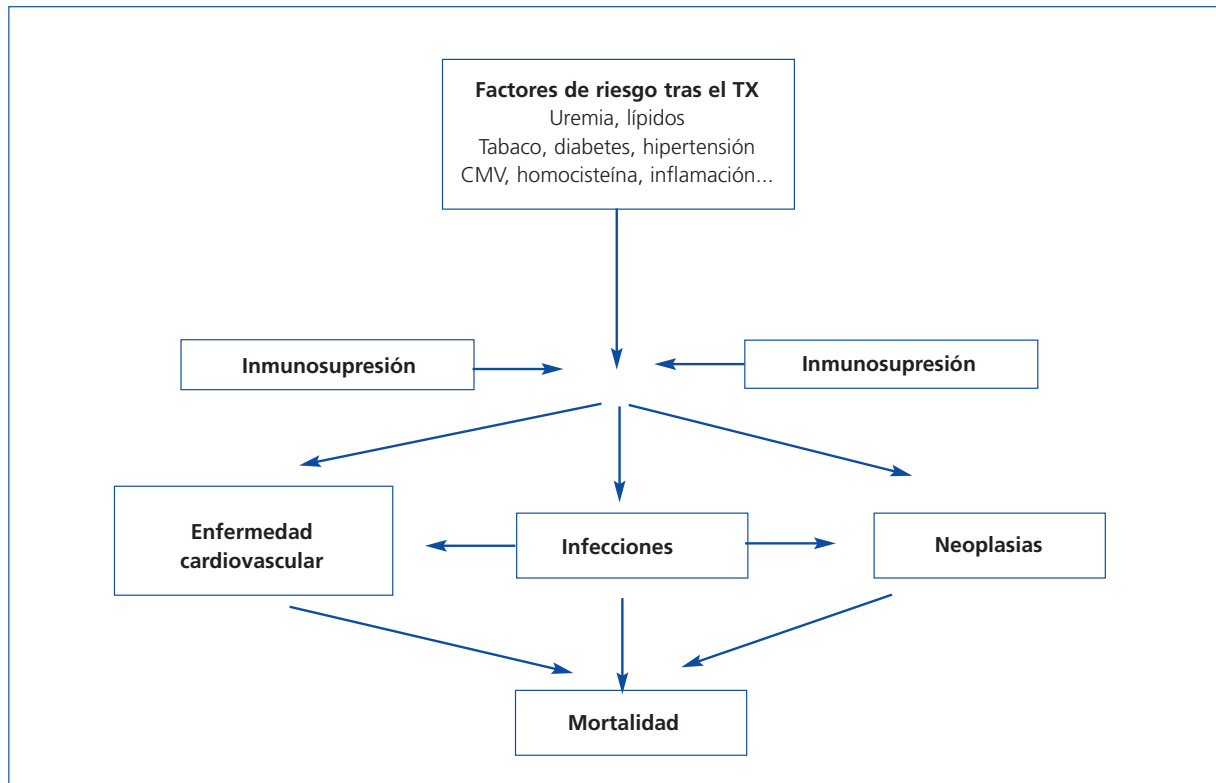 Factores de riesgo tras el TX
Uremia, lípidos
Tabaco, diabetes, hipertensión
CMV, homocisteína, inflamación...
Inmunosupresión
Inmunosupresión
Enfermedad
cardiovascular
Infecciones
Neoplasias
Mortalidad